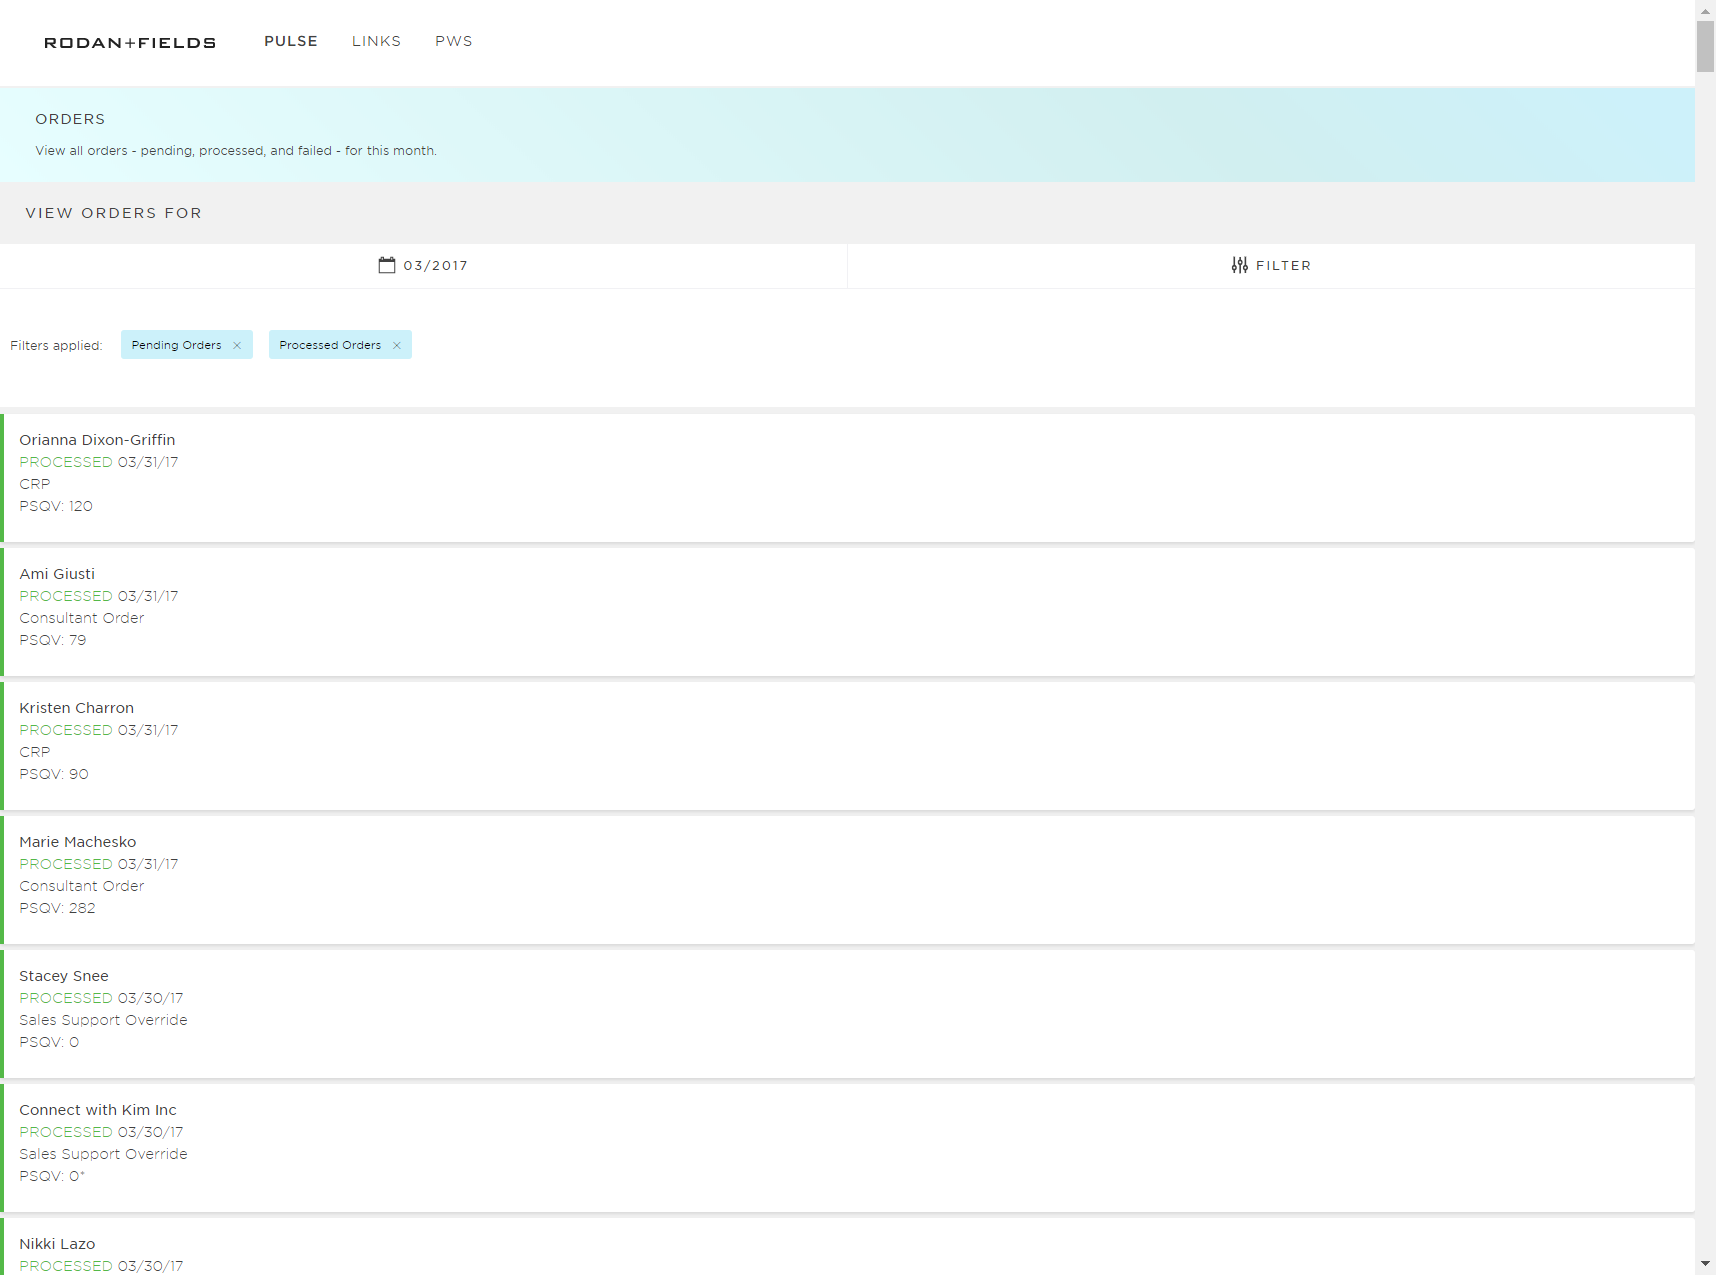 RODAN+FIELDS PULSE LINKS PWS
ORDERS
View all orders - pending, processed, and failed - for this month.
VIEW ORDERS FOR
03/2017 FILTER
Filters applied: Pending Orders × Processed Orders ×
Orianna Dixon-Griffin
PROCESSED 03/31/17
CRP
PSQV: 120
Ami Giusti
PROCESSED 03/31/17
Consultant Order
PSQV: 79
Kristen Charron
PROCESSED 03/31/17
CRP
PSQV: 90
Marie Machesko
PROCESSED 03/31/17
Consultant Order
PSQV: 282
Stacey Snee
PROCESSED 03/30/17
Sales Support Override
PSQV: 0
Connect with Kim Inc
PROCESSED 03/30/17
Sales Support Override
PSQV: 0*
Nikki Lazo
PROCESSED 03/30/17